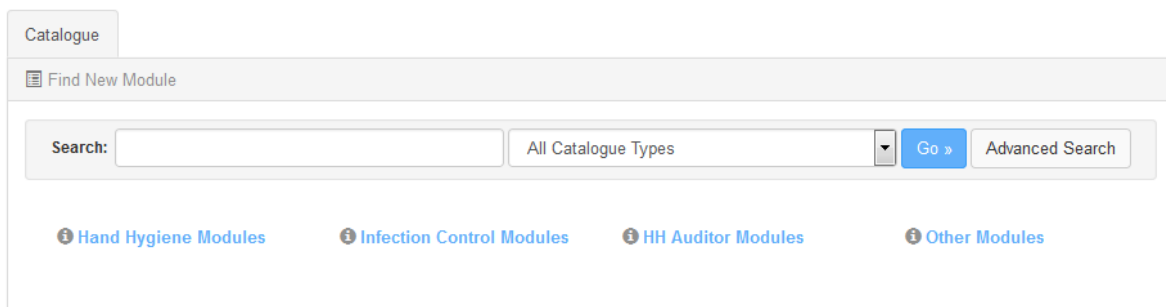 Catalogue
Find New Module
Search: All Catalogue Types Go » Advanced Search
Hand Hygiene Modules Infection Control Modules HH Auditor Modules Other Modules